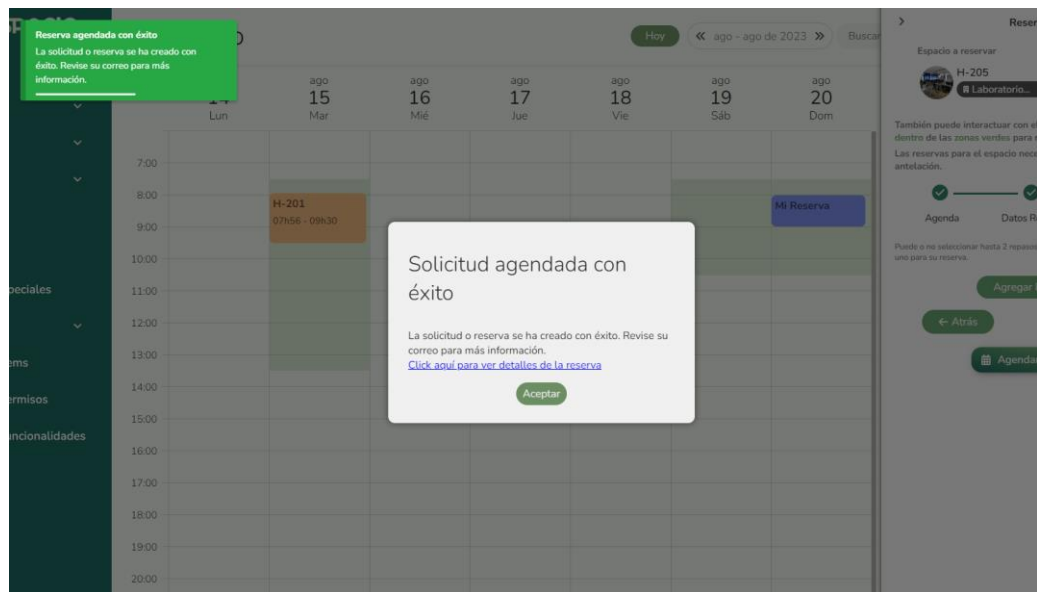 Reserva agendada con éxito
La solicitud o reserva se ha creado con
éxito. Revise su correo para más
información.
Hoy
ago - ago de 2023
Buscar
14
Lun
ago
15
Mar
ago
16
Mié
ago
17
Jue
ago
18
Vie
ago
19
Sáb
ago
20
Dom
7:00
8:00
9:00
10:00
11:00
12:00
13:00
14:00
15:00
16:00
17:00
18:00
19:00
20:00
H-201
07h56 - 09h30
Mi Reserva
Solicitud agendada con
éxito
La solicitud o reserva se ha creado con éxito. Revise su
correo para más información.
Click aquí para ver detalles de la reserva
Aceptar
peciales
ems
ermisos
uncionalidades
Reser
Espacio a reservar
H-205
Laboratorio...
También puede interactuar con el
dentro de las zonas verdes para
Las reservas para el espacio nece
antelación.
Agenda
Datos R
Puede o no seleccionar hasta 2 repasos
uno para su reserva.
Agregar
← Atrás
Agendar